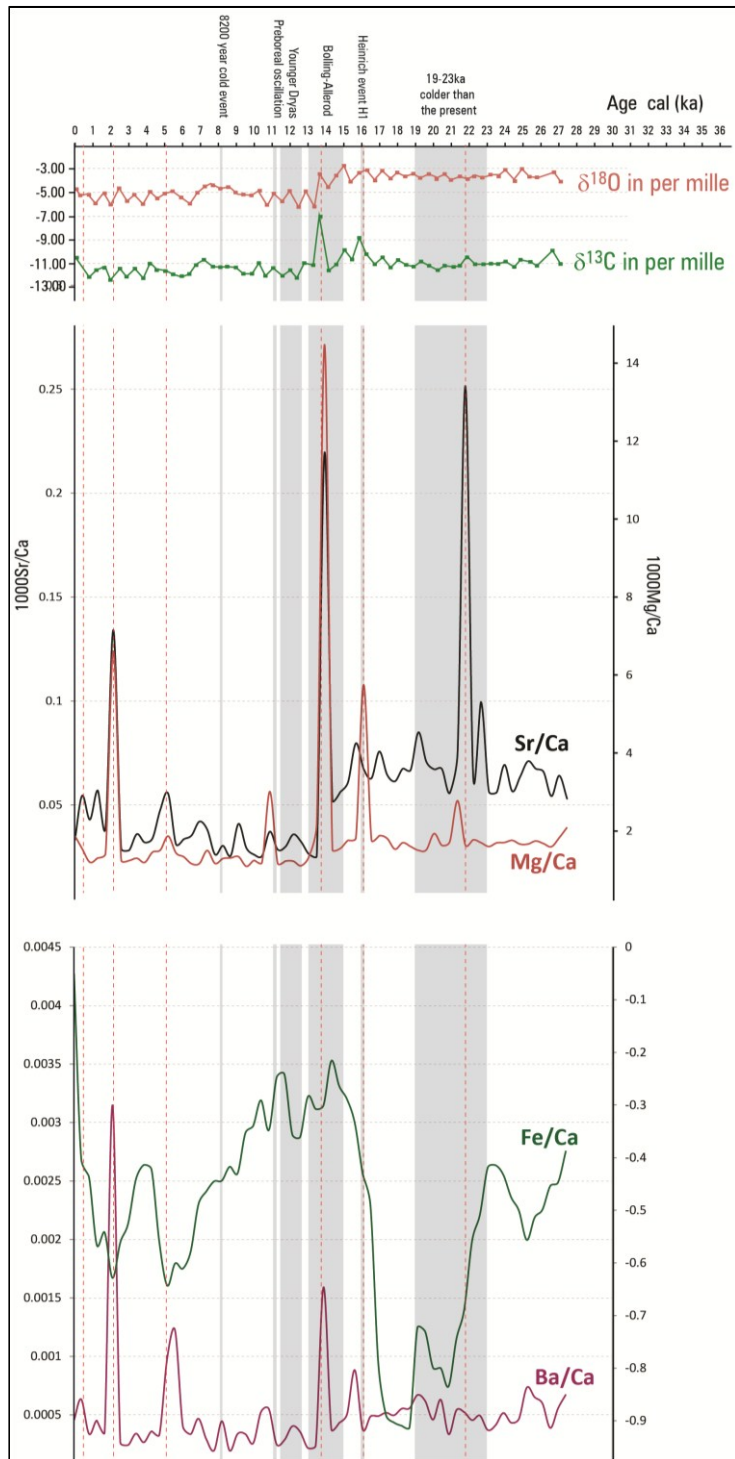 8200 year cold event
Preboreal oscillation
Younger Dryas
Bolling-Allerod
Heinrich event H1
19-23ka
colder than
the present
Age cal (ka)
0 1 2 3 4 5 6 7 8 9 10 11 12 13 14 15 16 17 18 19 20 21 22 23 24 25 26 27 28 29 30 31 32 33 34 35 36
-3.00
-5.00
-7.00
-9.00
-11.00
-13.00
δ18O in per mille
δ13C in per mille
0.25
0.2
0.15
0.1
0.05
1000Sr/Ca
14
12
10
8
6
4
2
1000Mg/Ca
Sr/Ca
Mg/Ca
0.0045
0.004
0.0035
0.003
0.0025
0.002
0.0015
0.001
0.0005
0
-0.1
-0.2
-0.3
-0.4
-0.5
-0.6
-0.7
-0.8
-0.9
Fe/Ca
Ba/Ca